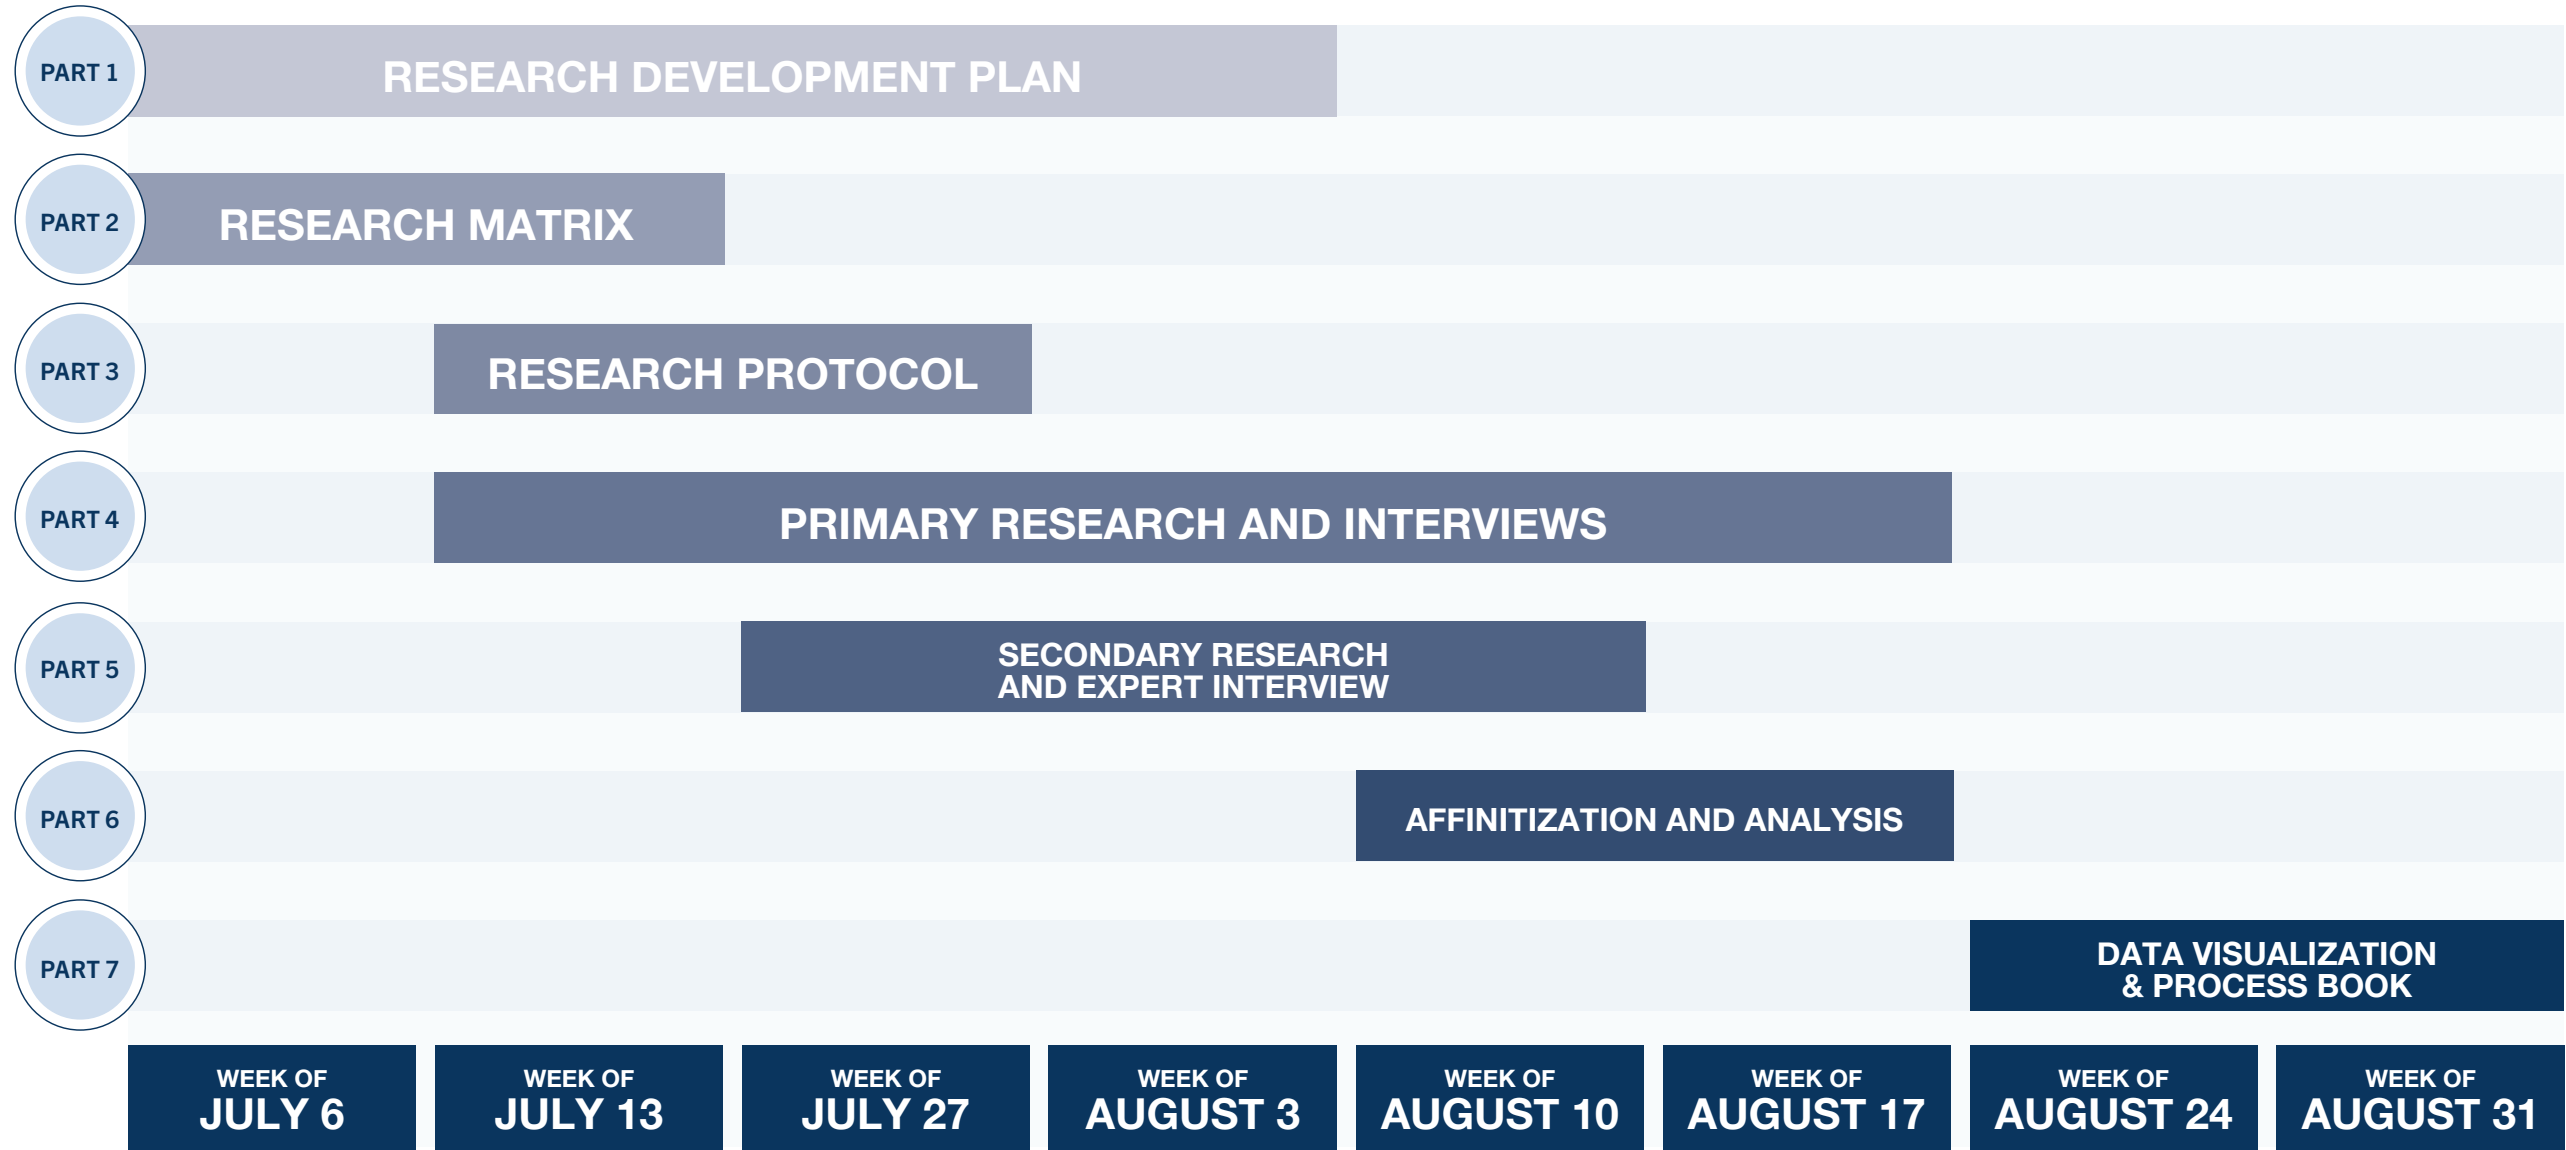 PART 1
RESEARCH DEVELOPMENT PLAN
PART 2
RESEARCH MATRIX
PART 3
RESEARCH PROTOCOL
PART 4
PRIMARY RESEARCH AND INTERVIEWS
PART 5
SECONDARY RESEARCH
AND EXPERT INTERVIEW
PART 6
AFFINITIZATION AND ANALYSIS
PART 7
DATA VISUALIZATION
& PROCESS BOOK
WEEK OF
JULY 6
WEEK OF
JULY 13
WEEK OF
JULY 27
WEEK OF
AUGUST 3
WEEK OF
AUGUST 10
WEEK OF
AUGUST 17
WEEK OF
AUGUST 24
WEEK OF
AUGUST 31